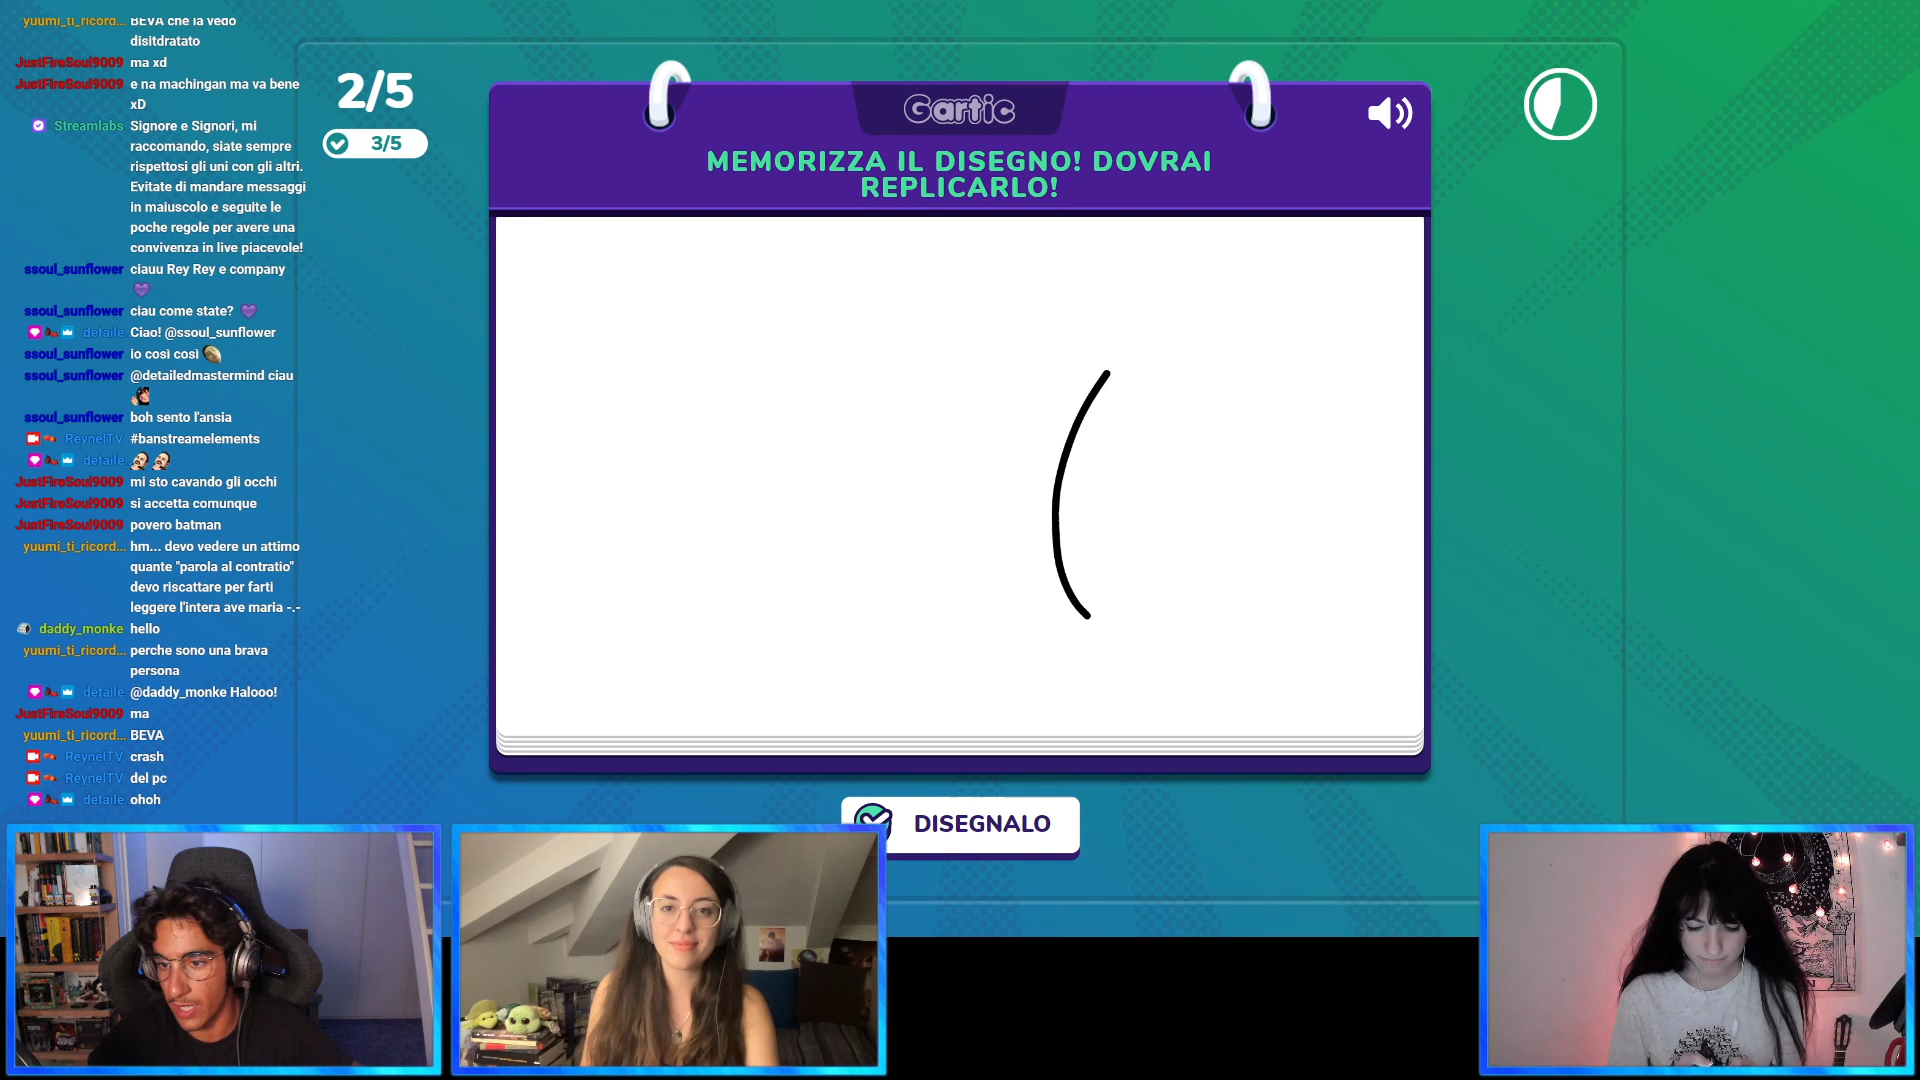 yuumi_ti_ricord... BEVA che la vedo
disitdratato
JustFireSoul9009 ma xd
JustFireSoul9009 e na machingan ma va bene
xD
Streamlabs Signore e Signori, mi
raccomando, siate sempre
rispettosi gli uni con gli altri.
Evitate di mandare messaggi
in maiuscolo e seguite le
poche regole per avere una
convivenza in live piacevole!
ssoul_sunflower ciauu Rey Rey e company
ssoul_sunflower ciau come state?
detaile Ciao! @ssoul_sunflower
ssoul_sunflower io così così
ssoul_sunflower @detailedmastermind ciau
ssoul_sunflower boh sento l'ansia
ReynelTV #banstreamelements
detaile
JustFireSoul9009 mi sto cavando gli occhi
JustFireSoul9009 si accetta comunque
JustFireSoul9009 povero batman
yuumi_ti_ricord... hm... devo vedere un attimo
quante "parola al contratio"
devo riscattare per farti
leggere l'intera ave maria -.-
daddy_monke hello
yuumi_ti_ricord... perche sono una brava
persona
detaile @daddy_monke Halooo!
JustFireSoul9009 ma
yuumi_ti_ricord... BEVA
ReynelTV crash
ReynelTV del pc
detaile ohoh
2/5
3/5
Gartic
MEMORIZZA IL DISEGNO! DOVRAI
REPLICARLO!
DISEGNALO